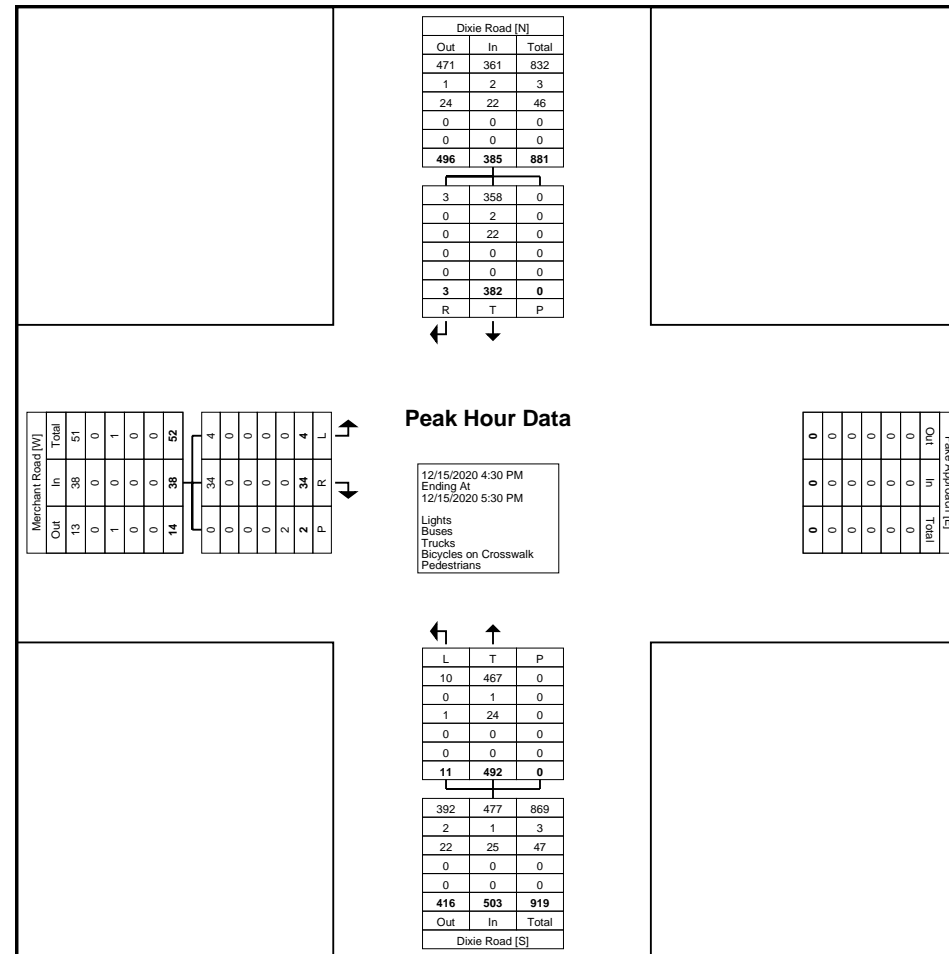 Dixie Road [N]
Out In Total
471 361 832
1 2 3
24 22 46
0 0 0
0 0 0
496 385 881
3 358 0
0 2 0
0 22 0
0 0 0
0 0 0
3 382 0
R T P
Peak Hour Data
Merchant Road [W]
Total In Out
51 38 13
0 0 0
1 0 1
0 0 0
0 0 0
52 38 14
4 34 0
0 0 0
0 0 0
0 0 0
0 0 2
4 34 2
L R P
12/15/2020 4:30 PM
Ending At
12/15/2020 5:30 PM
Lights
Buses
Trucks
Bicycles on Crosswalk
Pedestrians
Out In Total
0 0 0
0 0 0
0 0 0
0 0 0
0 0 0
0 0 0
L T P
10 467 0
0 1 0
1 24 0
0 0 0
0 0 0
11 492 0
392 477 869
2 1 3
22 25 47
0 0 0
0 0 0
416 503 919
Out In Total
Dixie Road [S]